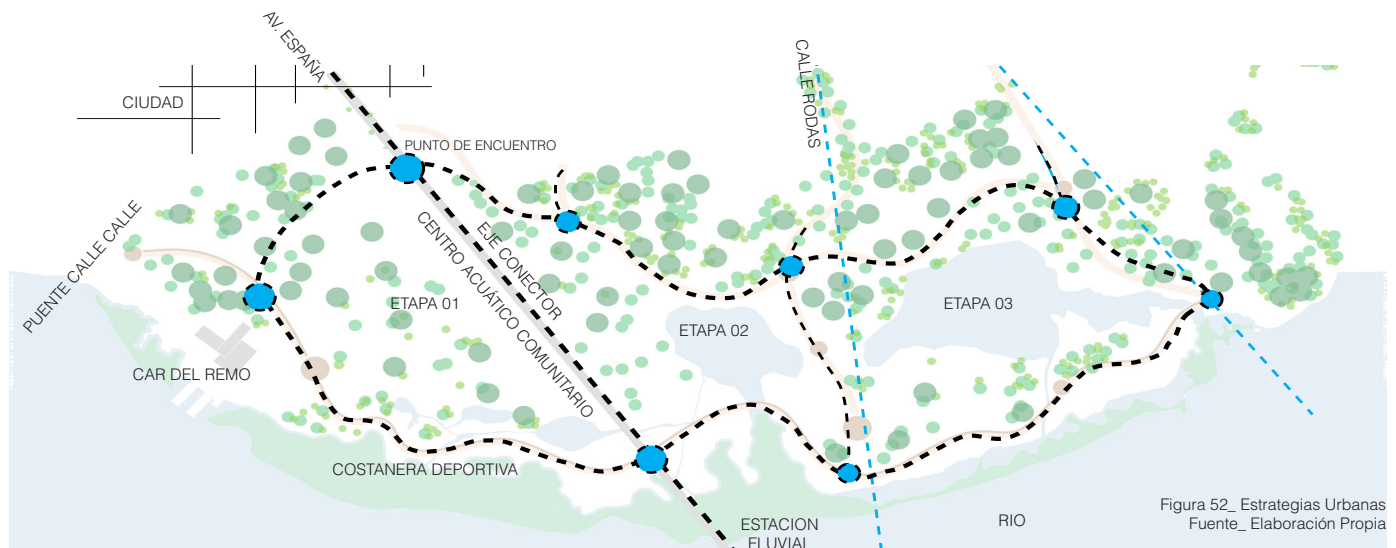 AV. ESPAÑA
CALLE RODAS
CIUDAD
PUNTO DE ENCUENTRO
PUENTE CALLE CALLE
EJE CONECTOR
CENTRO ACUÁTICO COMUNITARIO
ETAPA 01
ETAPA 02
ETAPA 03
CAR DEL REMO
COSTANERA DEPORTIVA
ESTACION
FLUVIAL
RIO
Figura 52_ Estrategias Urbanas
Fuente_ Elaboración Propia